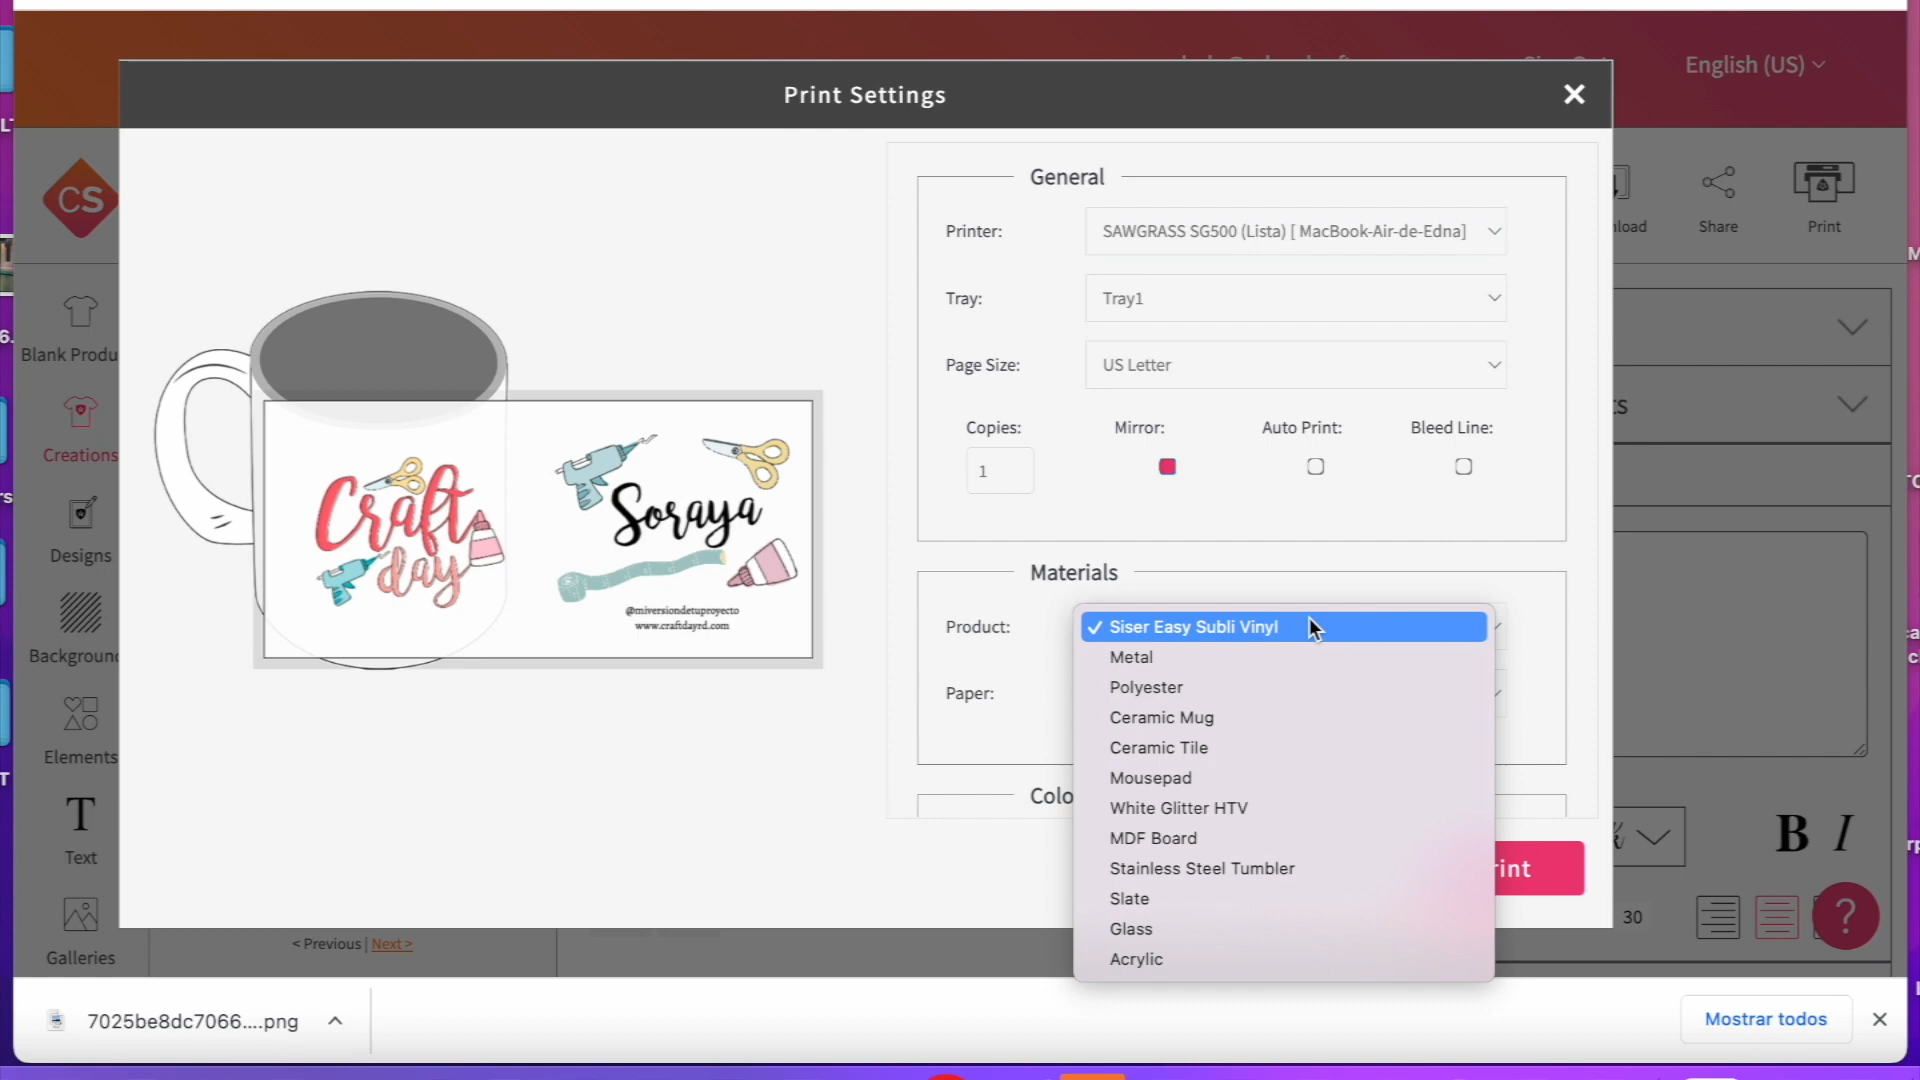 English (US)
Print Settings
CS
Share
Print
General
Printer:
SAWGRASS SG500 (Lista) [ MacBook-Air-de-Edna]
Tray:
Tray1
Page Size:
US Letter
Copies:
Mirror:
Auto Print:
Bleed Line:
1
Craft
day
Soraya
@miversiondetuproyecto
www.craftdayrd.com
Materials
Product:
Siser Easy Subli Vinyl
Metal
Polyester
Ceramic Mug
Ceramic Tile
Mousepad
White Glitter HTV
MDF Board
Stainless Steel Tumbler
Slate
Glass
Acrylic
Paper:
Colo
rint
Blank Produ
Creations
Designs
Background
Elements
T
Text
Galleries
B I
30
?
< Previous | Next >
7025be8dc7066....png
Mostrar todos